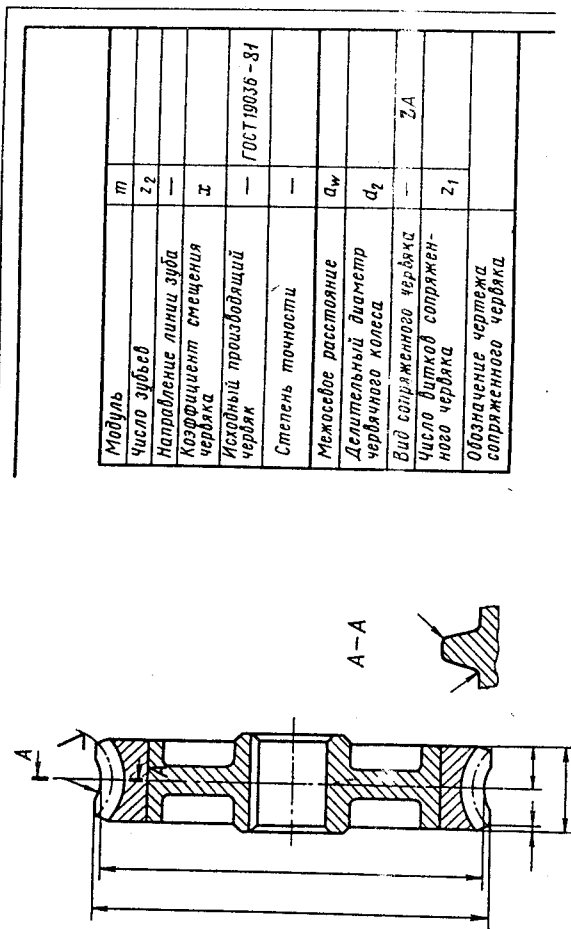 Модуль m
Число зубьев z2
Направление линии зуба —
Коэффициент смещения
червяка x
Исходный производящий
червяк — ГОСТ 19036-81
Степень точности —
Межосевое расстояние aw
Делительный диаметр
червячного колеса d2
Вид сопряженного червяка — ZA
Число витков сопряжен-
ного червяка z1
Обозначение чертежа
сопряженного червяка
A
A-A